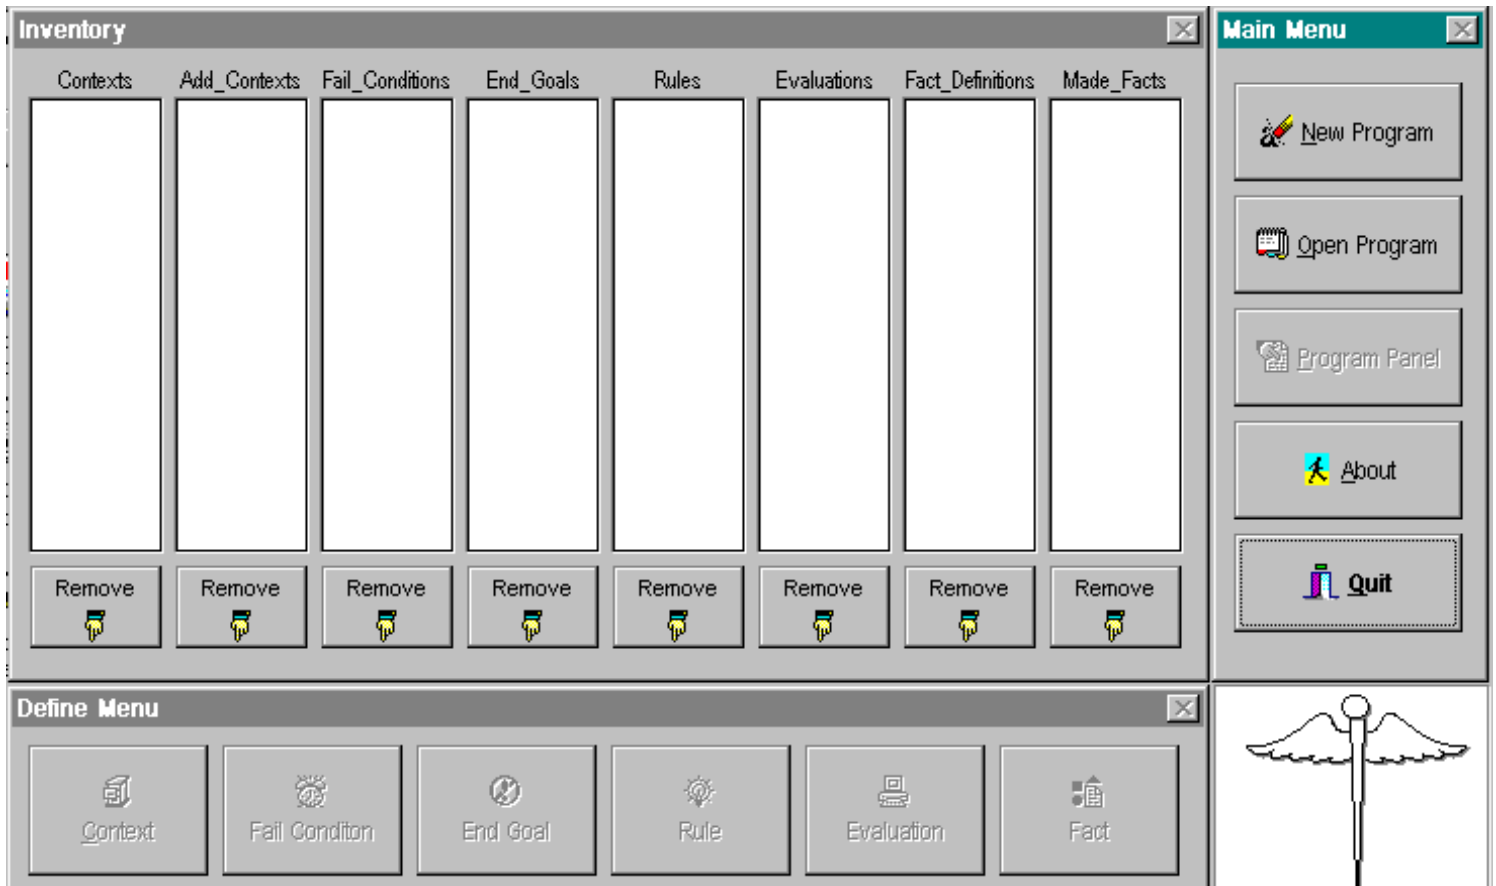 Inventory
Contexts Add_Contexts Fail_Conditions End_Goals Rules Evaluations Fact_Definitions Made_Facts
Remove Remove Remove Remove Remove Remove Remove Remove
Main Menu
New Program
Open Program
Program Panel
About
Quit
Define Menu
Context Fail Conditon End Goal Rule Evaluation Fact